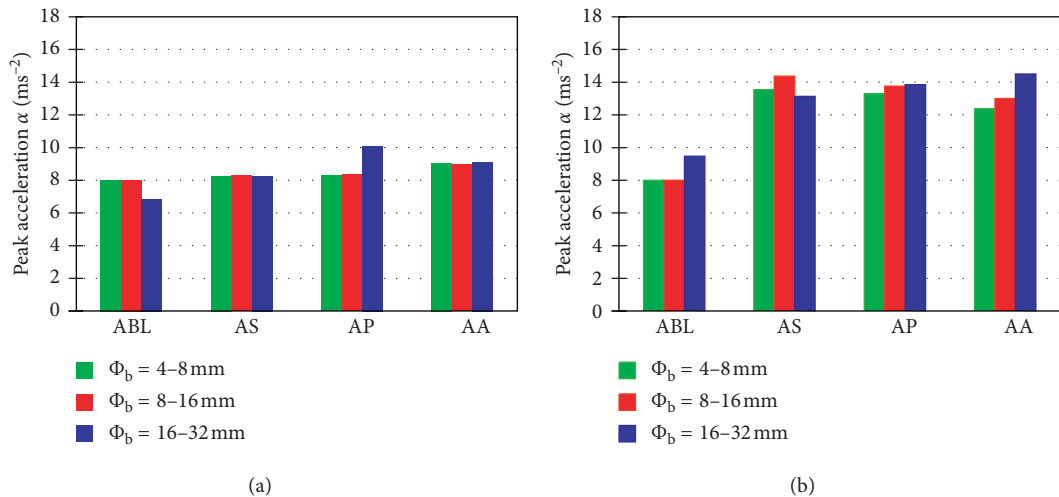 18
16
14
12
10
8
6
4
2
0
Peak acceleration α (ms⁻²)
ABL AS AP AA
Φb = 4–8 mm
Φb = 8–16 mm
Φb = 16–32 mm
(a)
18
16
14
12
10
8
6
4
2
0
Peak acceleration α (ms⁻²)
ABL AS AP AA
Φb = 4–8 mm
Φb = 8–16 mm
Φb = 16–32 mm
(b)